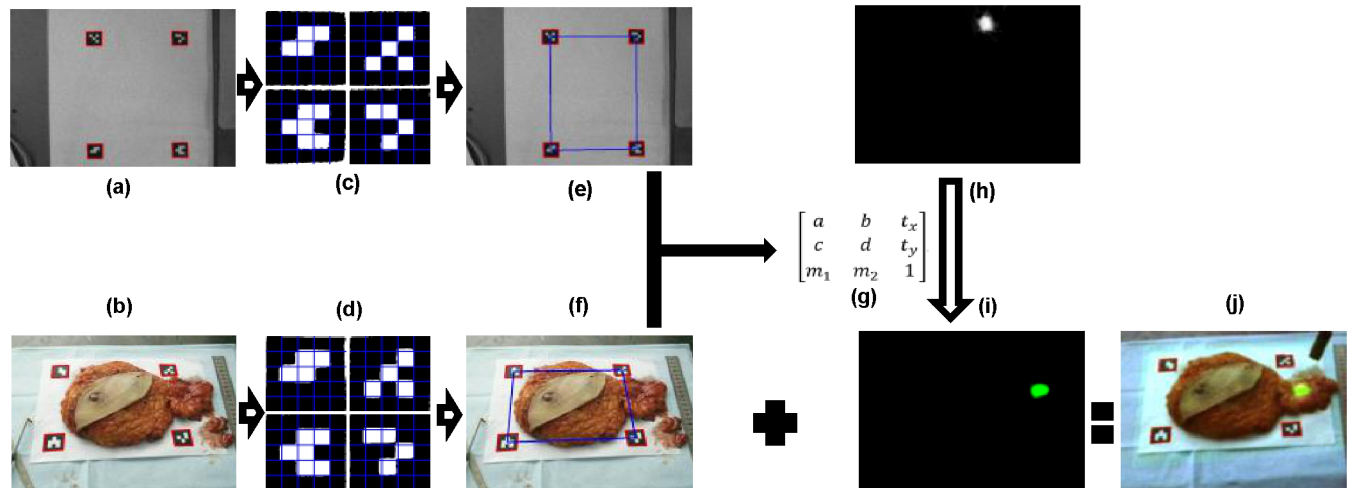 (a)
(c)
(e)
(h)
a b t_x
c d t_y
m_1 m_2 1
(g)
(b)
(d)
(f)
(i)
(j)